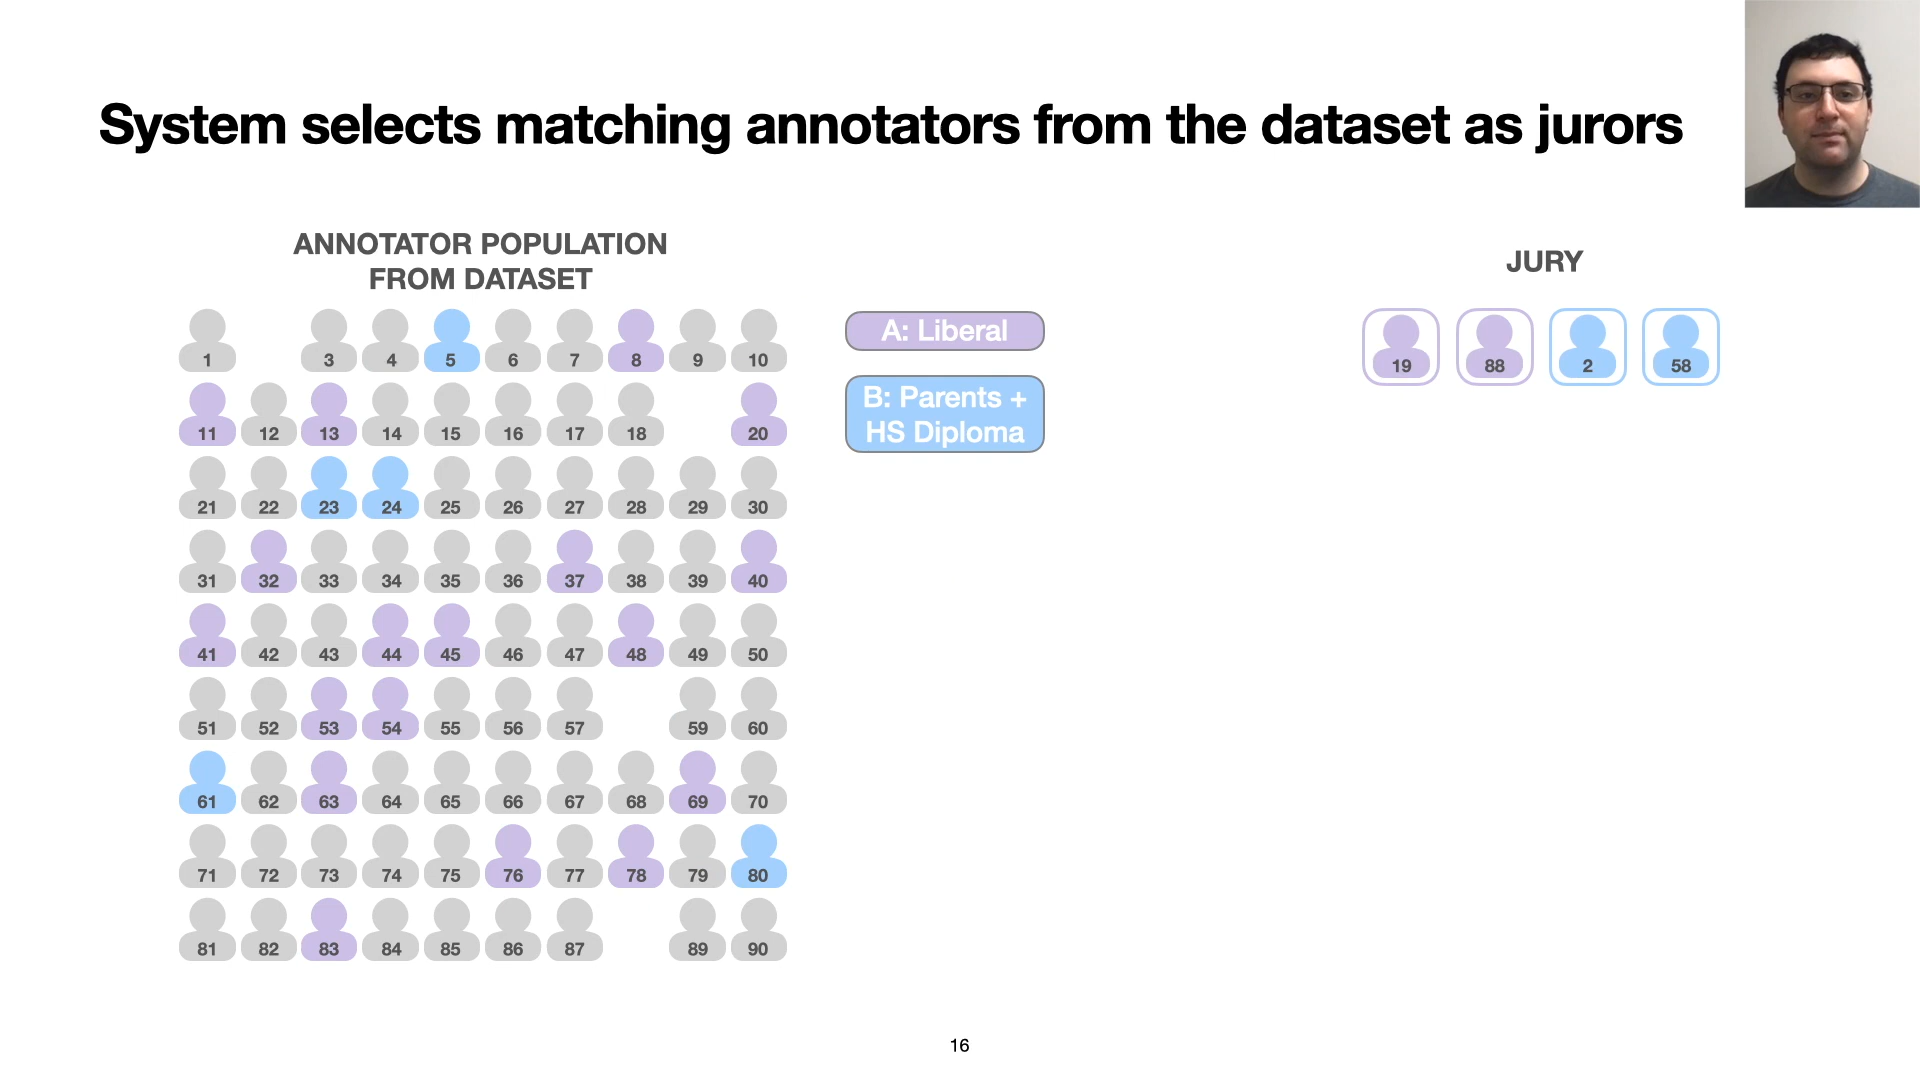 System selects matching annotators from the dataset as jurors
ANNOTATOR POPULATION
FROM DATASET
1 3 4 5 6 7 8 9 10
11 12 13 14 15 16 17 18 20
21 22 23 24 25 26 27 28 29 30
31 32 33 34 35 36 37 38 39 40
41 42 43 44 45 46 47 48 49 50
51 52 53 54 55 56 57 59 60
61 62 63 64 65 66 67 68 69 70
71 72 73 74 75 76 77 78 79 80
81 82 83 84 85 86 87 89 90
A: Liberal
B: Parents +
HS Diploma
JURY
19 88 2 58
16